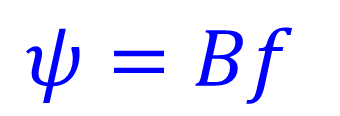 ψ = Bf